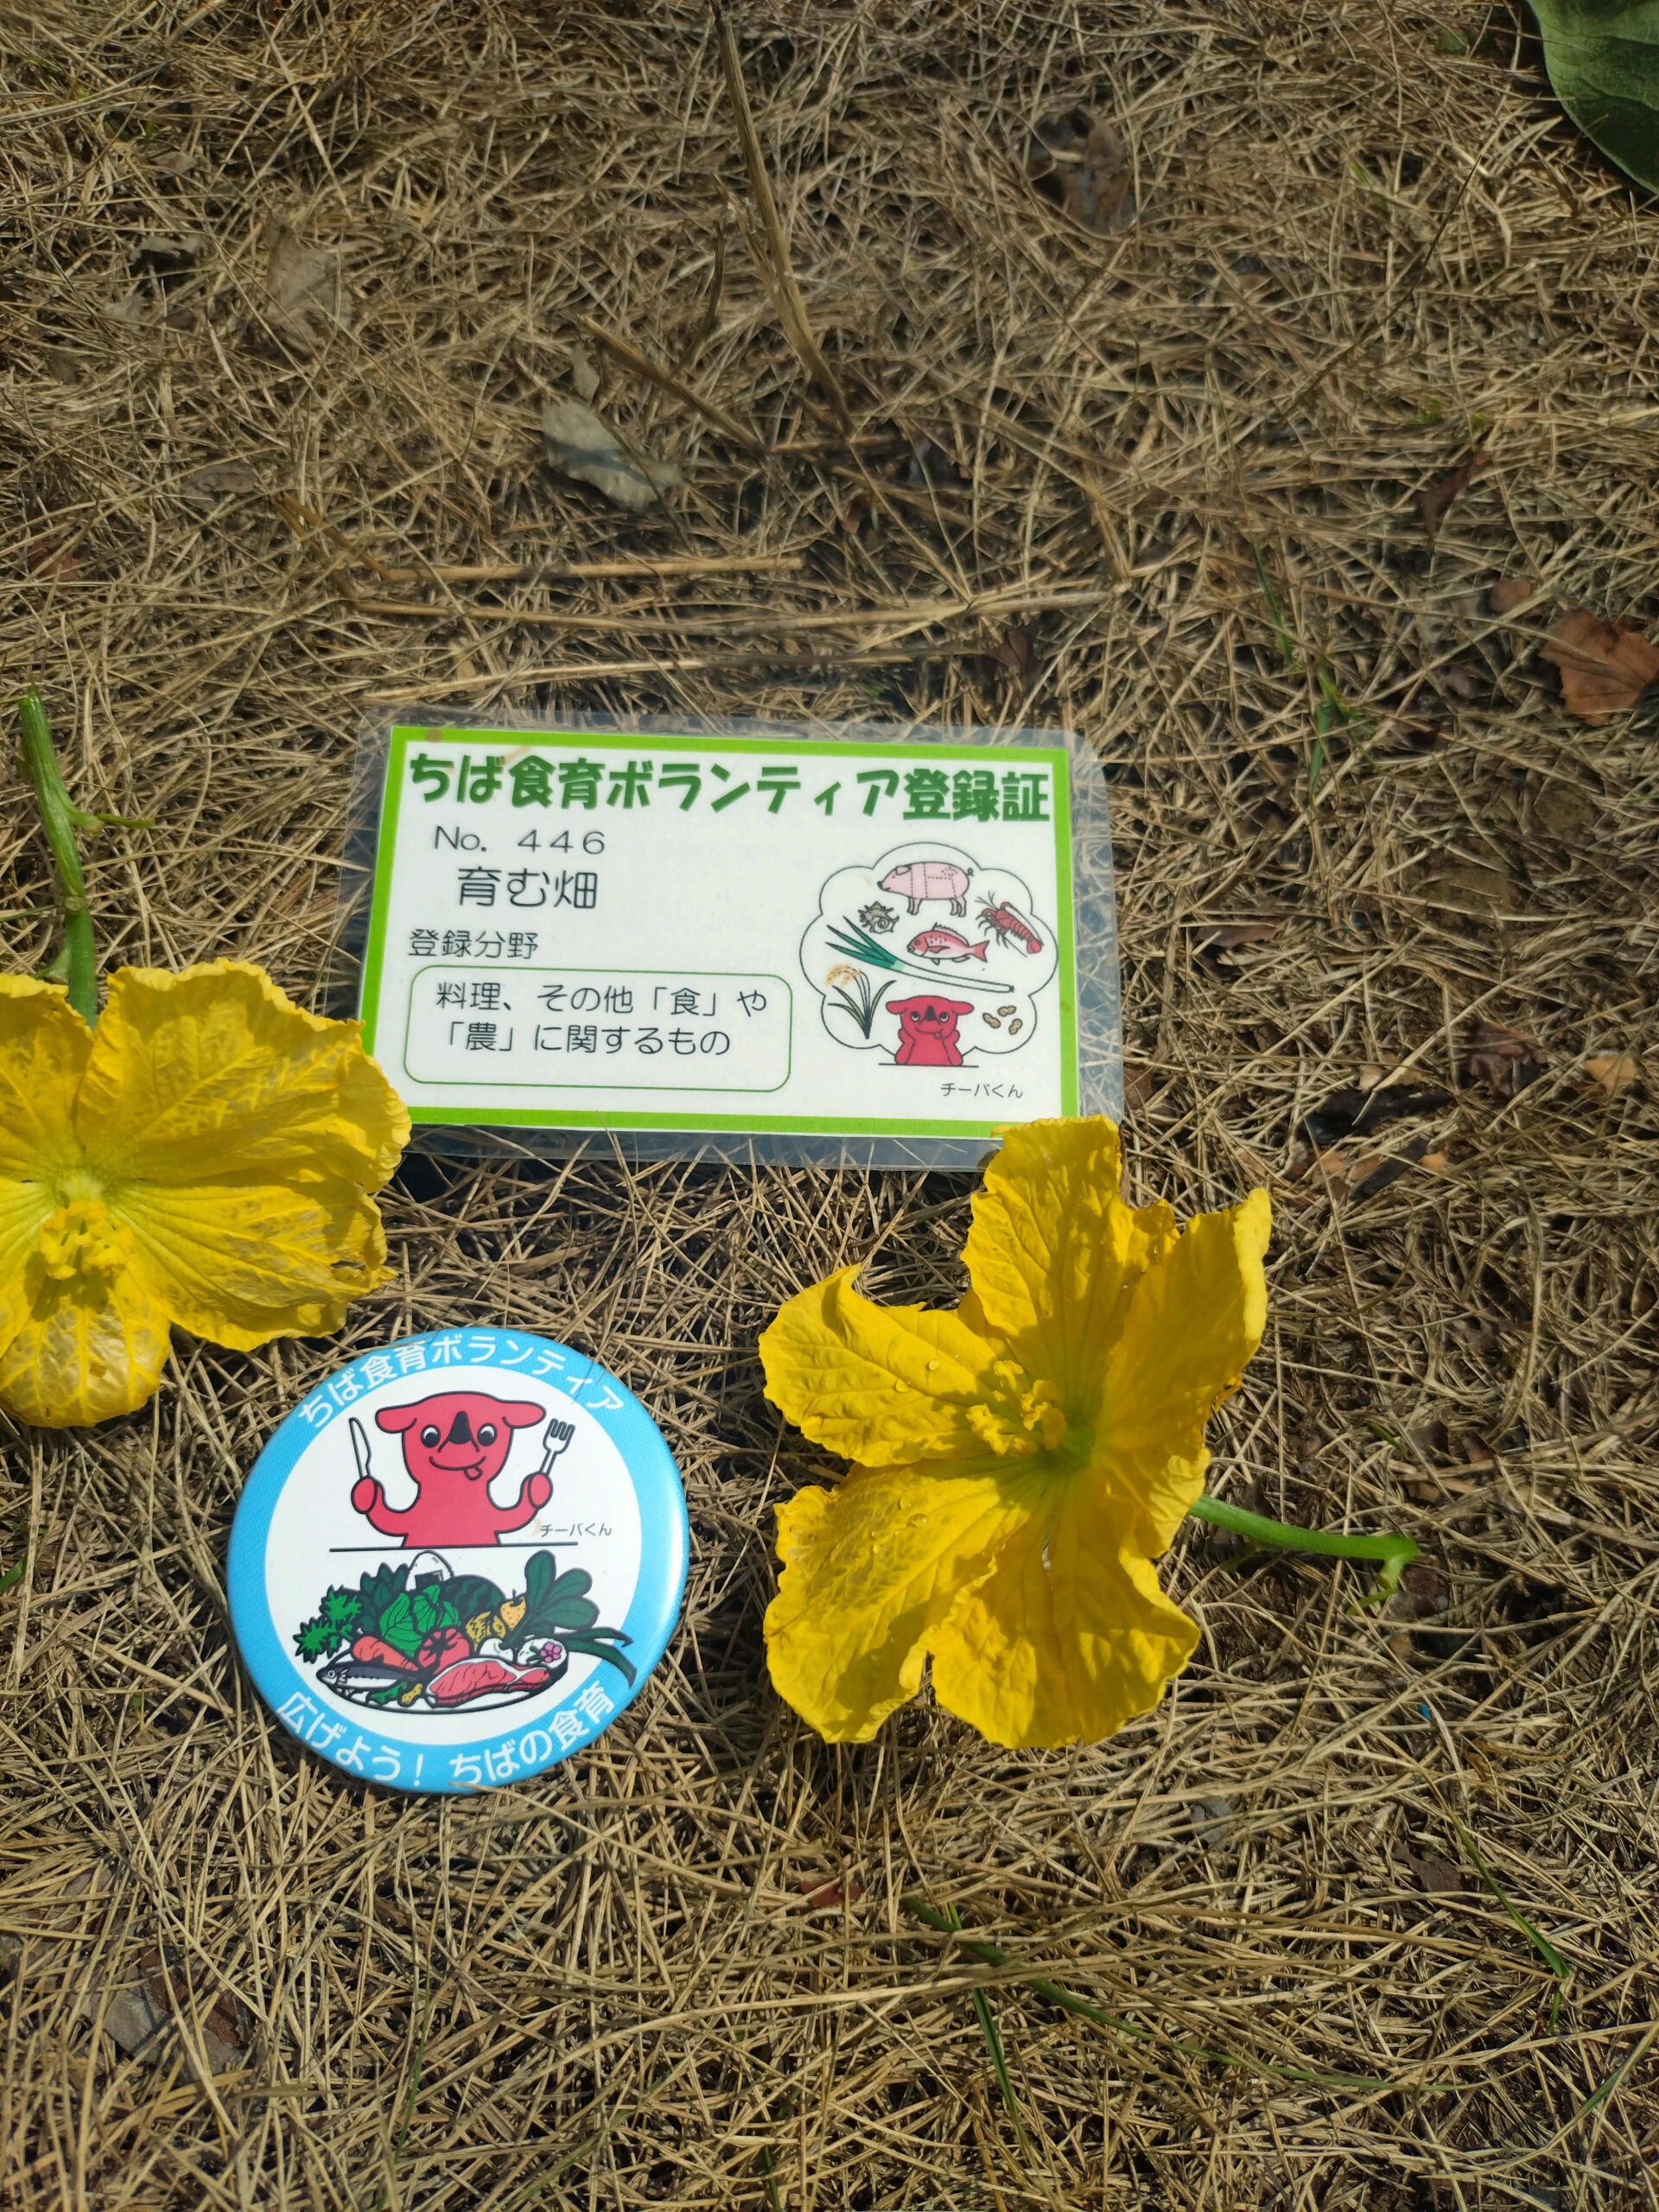 ちば食育ボランティア登録証
No. 446
育む畑
登録分野
料理、その他「食」や
「農」に関するもの
チーバくん
ちば食育ボランティア
チーバくん
広げよう! ちばの食育